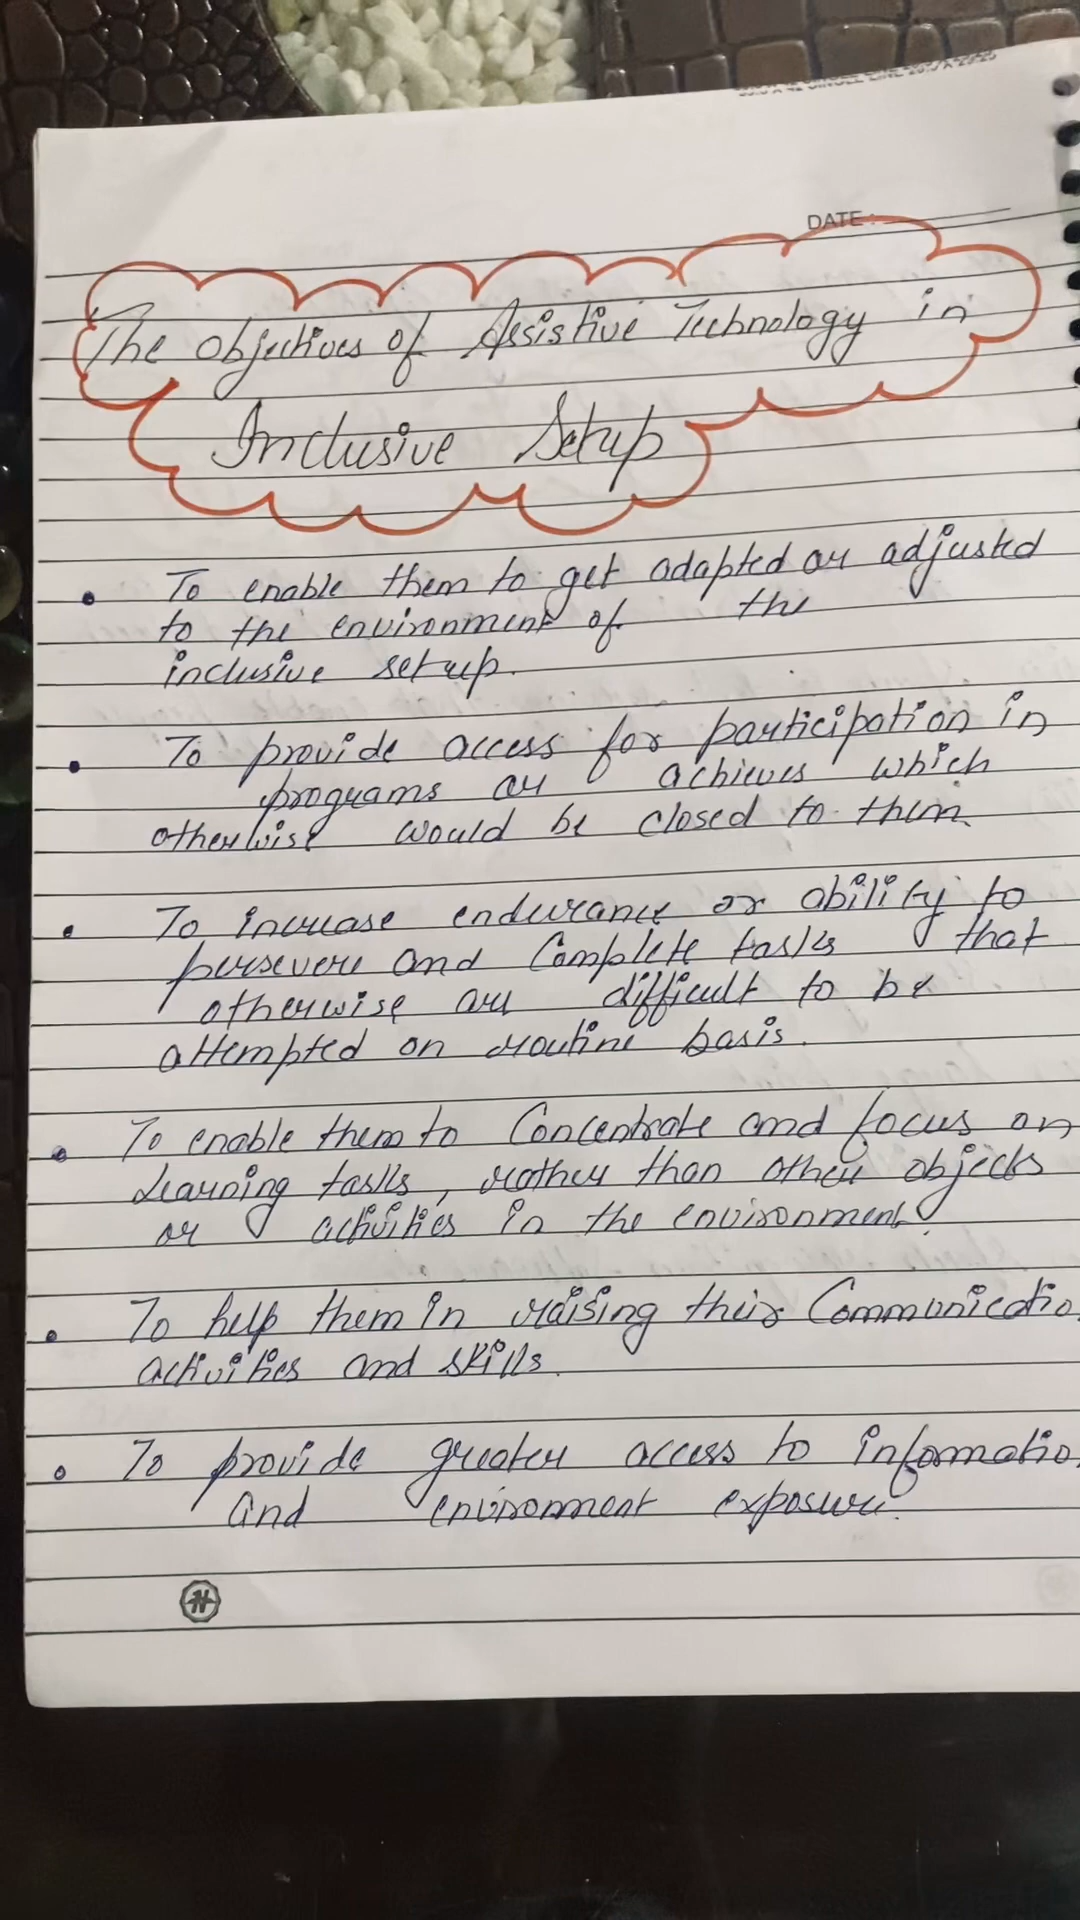 DATE :
The objectives of Assistive Technology in
Inclusive Setup
• To enable them to get adapted or adjusted
to the environment of the
inclusive setup.
• To provide access for participation in
programs or achieves which
otherwise would be closed to them.
• To increase endurance or ability to
persevere and Complete tasks that
otherwise are difficult to be
attempted on routine basis.
• To enable them to Concentrate and focus on
learning tasks, rather than other objects
or activities in the environment.
• To help them in raising their Communicatio
activities and skills.
• To provide greater access to informatio
and environment exposure.